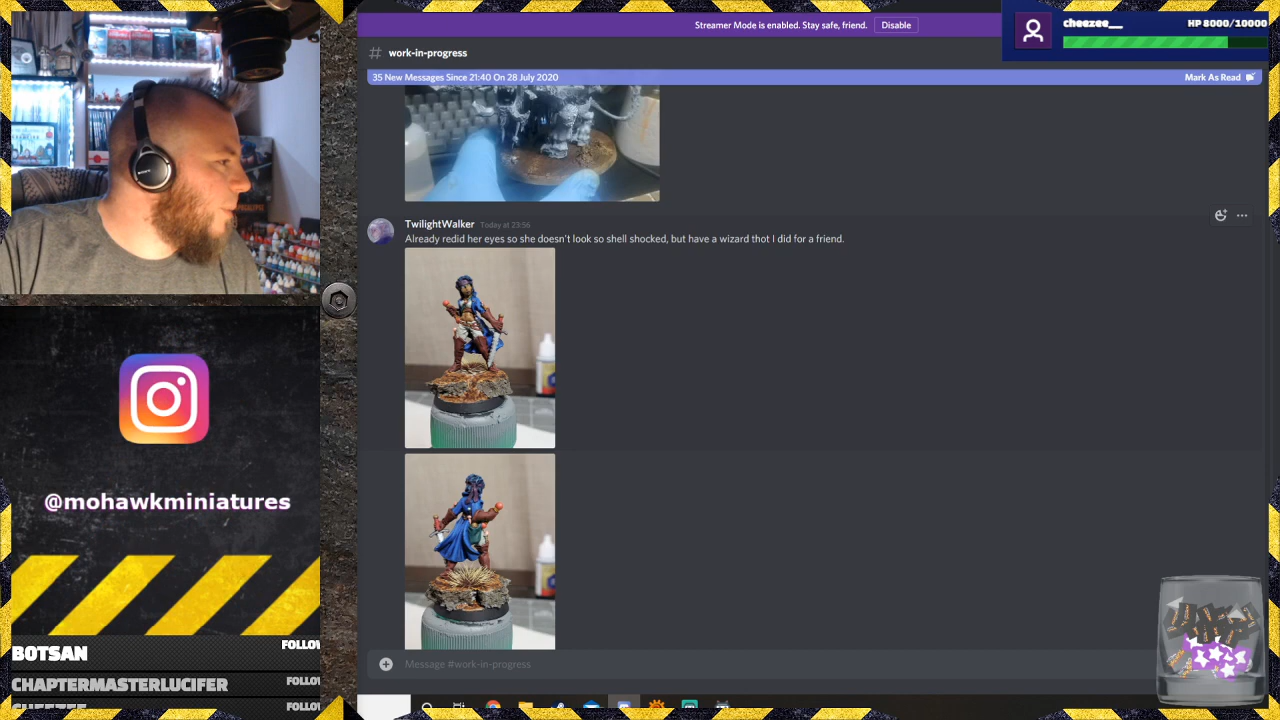 Streamer Mode is enabled. Stay safe, friend. Disable
cheezee__ HP 8000/10000
# work-in-progress
35 New Messages Since 21:40 On 28 July 2020 Mark As Read
TwilightWalker Today at 23:56
Already redid her eyes so she doesn't look so shell shocked, but have a wizard thot I did for a friend.
@mohawkminiatures
BOTSAN FOLLOW
CHAPTERMASTERLUCIFER FOLLO
CHEEZEE FOLLO
Message #work-in-progress